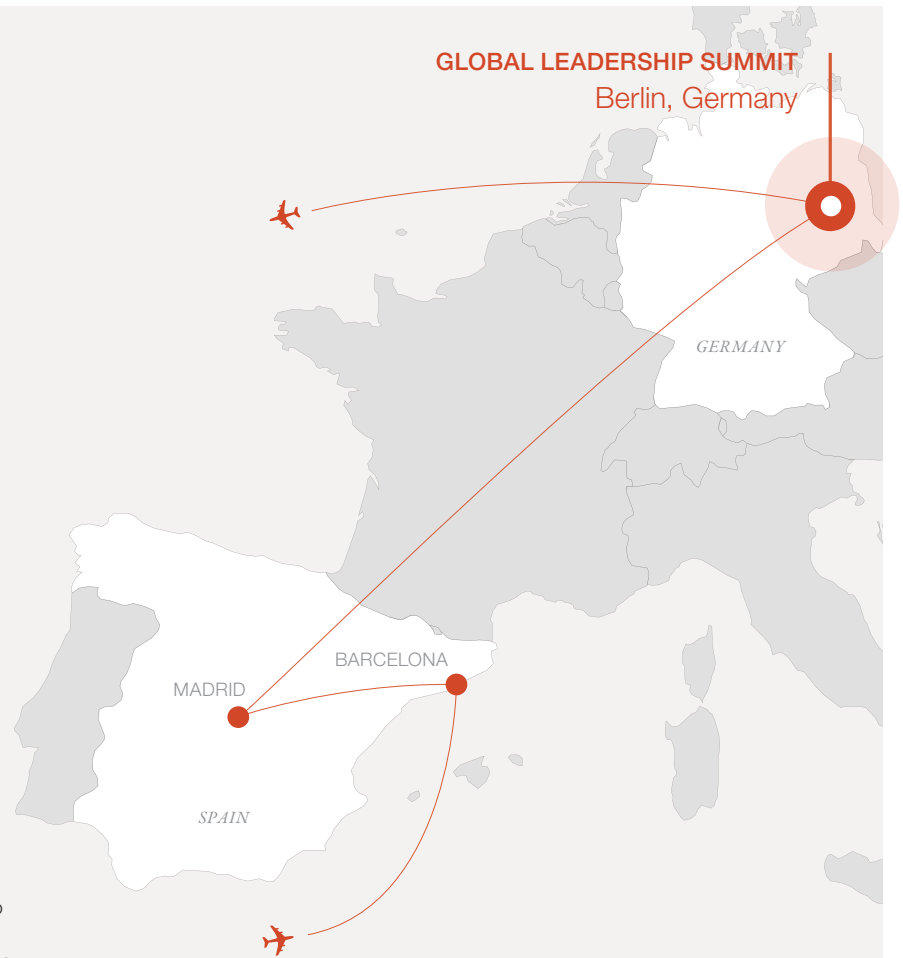 GLOBAL LEADERSHIP SUMMIT
Berlin, Germany
GERMANY
BARCELONA
MADRID
SPAIN